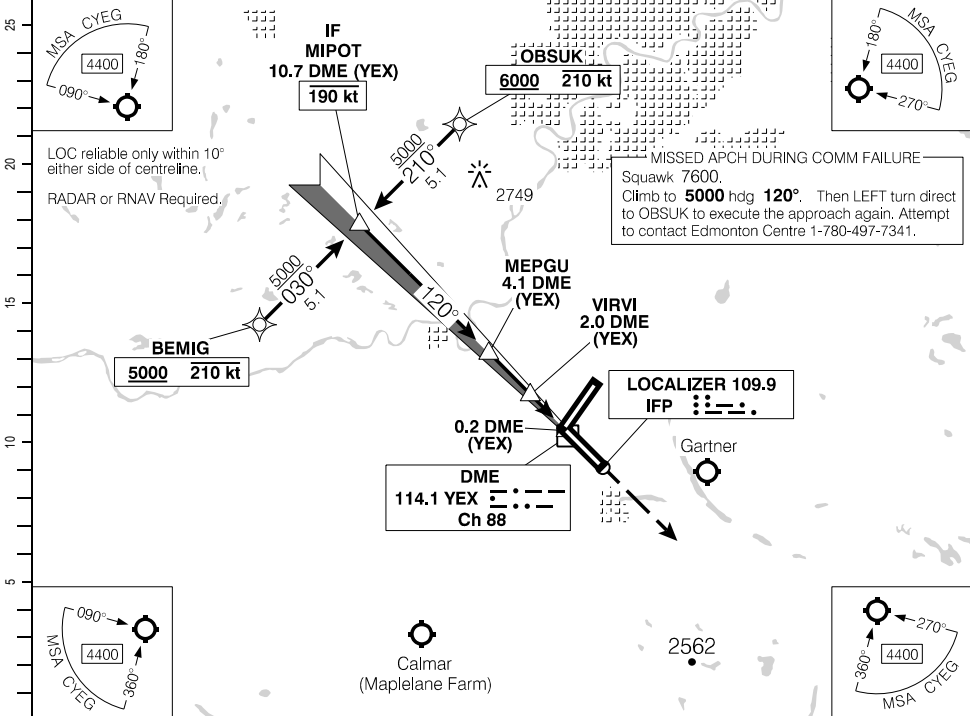 25
20
15
10
5
MSA CYEG
4400
180°
090°
IF
MIPOT
10.7 DME (YEX)
190 kt
OBSUK
6000 210 kt
MSA CYEG
4400
180°
270°
LOC reliable only within 10°
either side of centreline.
RADAR or RNAV Required.
5000
210°
5.1
2749
MISSED APCH DURING COMM FAILURE
Squawk 7600.
Climb to 5000 hdg 120°. Then LEFT turn direct
to OBSUK to execute the approach again. Attempt
to contact Edmonton Centre 1-780-497-7341.
5000
030°
5.1
BEMIG
5000 210 kt
120°
MEPGU
4.1 DME
(YEX)
VIRVI
2.0 DME
(YEX)
LOCALIZER 109.9
IFP
0.2 DME
(YEX)
Gartner
DME
114.1 YEX
Ch 88
090°
4400
360°
MSA CYEG
Calmar
(Maplelane Farm)
2562
270°
4400
360°
MSA CYEG